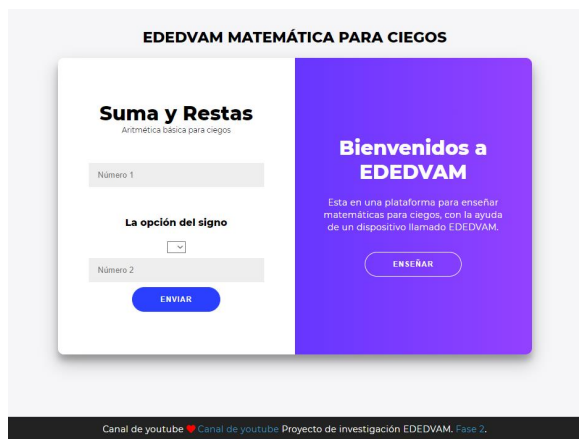 EDEDVAM MATEMÁTICA PARA CIEGOS
Suma y Restas
Aritmética básica para ciegos
Número 1
La opción del signo
Número 2
ENVIAR
Bienvenidos a
EDEDVAM
Esta en una plataforma para enseñar
matemáticas para ciegos, con la ayuda
de un dispositivo llamado EDEDVAM.
ENSEÑAR
Canal de youtube ❤ Canal de youtube Proyecto de investigación EDEDVAM. Fase 2.